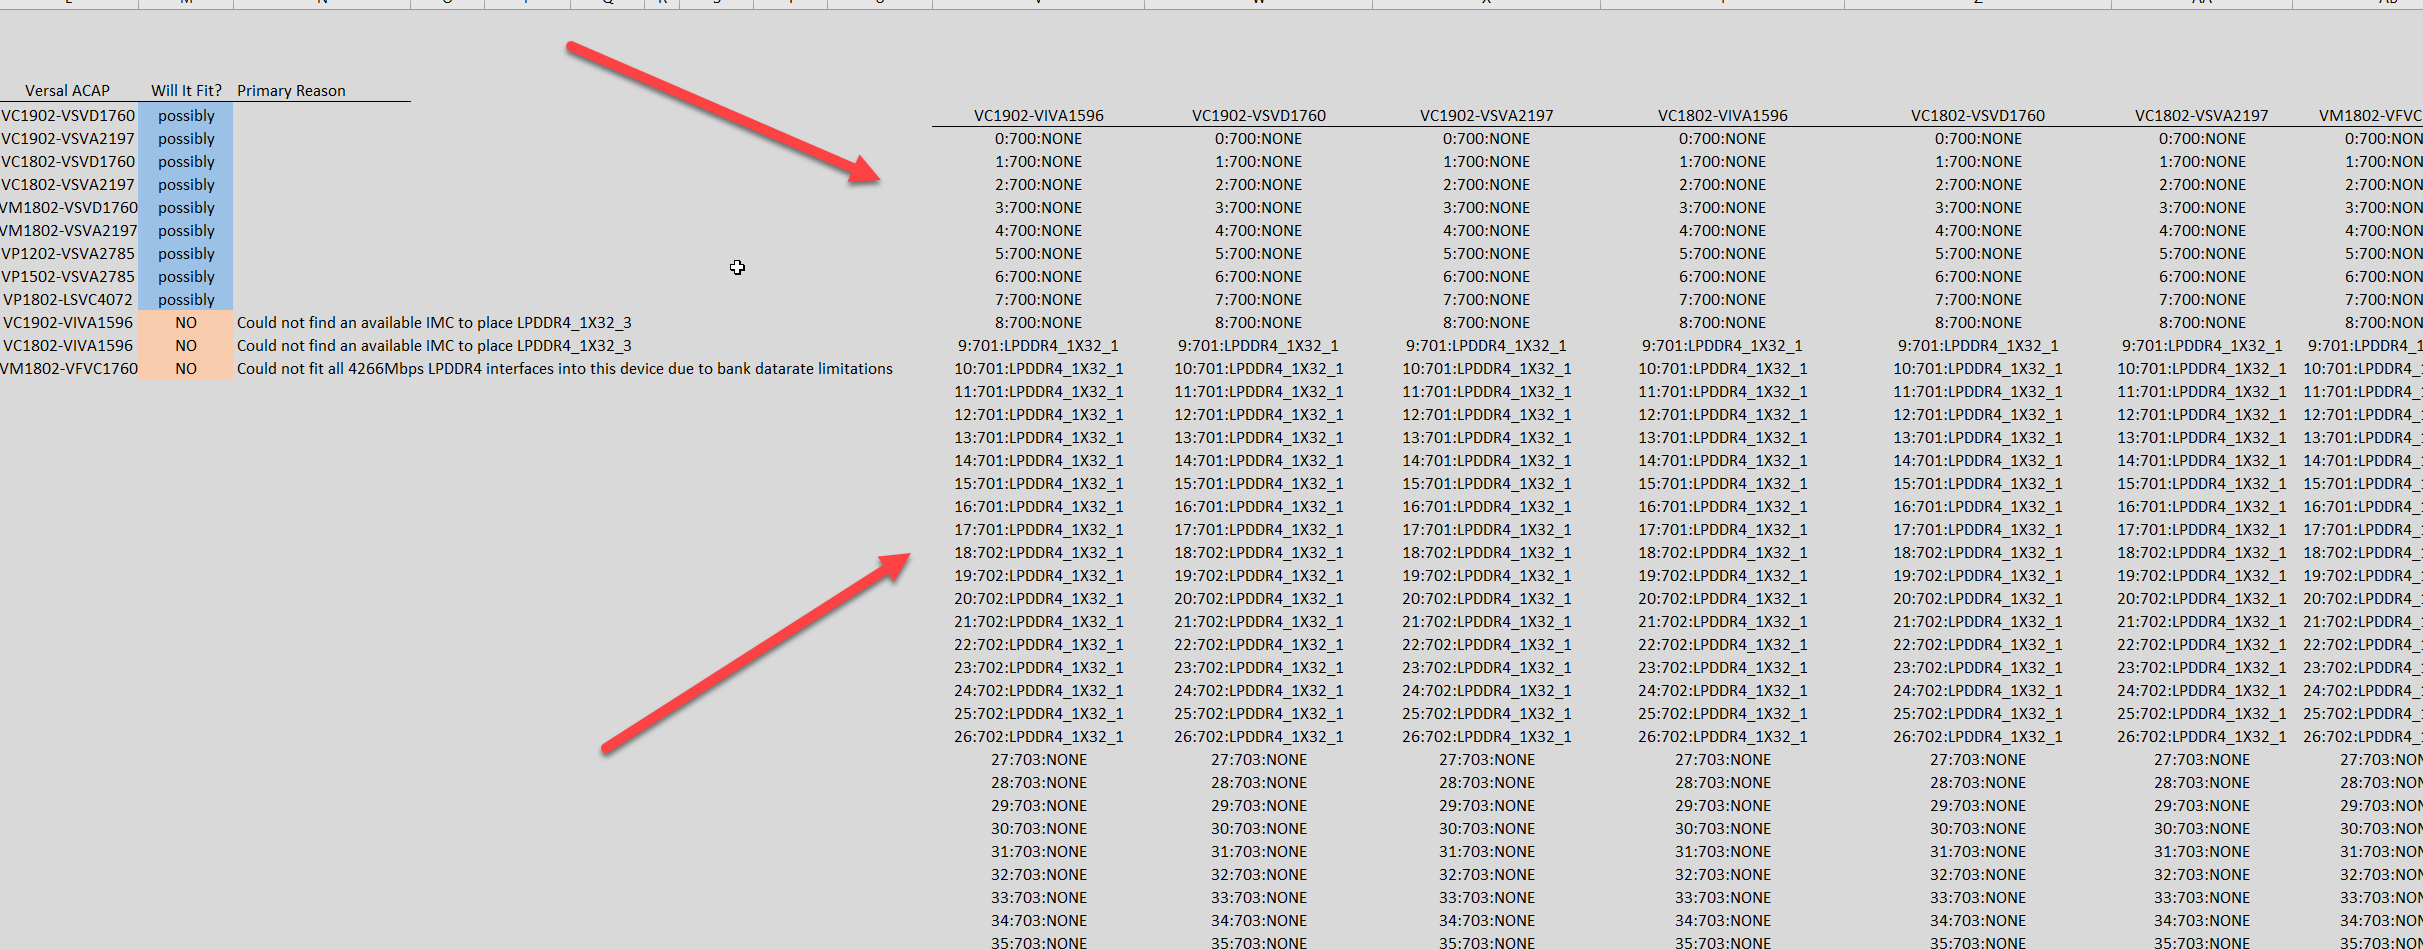 Versal ACAP Will It Fit? Primary Reason
VC1902-VSVD1760 possibly VC1902-VIVA1596 VC1902-VSVD1760 VC1902-VSVA2197 VC1802-VIVA1596 VC1802-VSVD1760 VC1802-VSVA2197 VM1802-VFVC
VC1902-VSVA2197 possibly 0:700:NONE 0:700:NONE 0:700:NONE 0:700:NONE 0:700:NONE 0:700:NONE 0:700:NON
VC1802-VSVD1760 possibly 1:700:NONE 1:700:NONE 1:700:NONE 1:700:NONE 1:700:NONE 1:700:NONE 1:700:NON
VC1802-VSVA2197 possibly 2:700:NONE 2:700:NONE 2:700:NONE 2:700:NONE 2:700:NONE 2:700:NONE 2:700:NON
VM1802-VSVD1760 possibly 3:700:NONE 3:700:NONE 3:700:NONE 3:700:NONE 3:700:NONE 3:700:NONE 3:700:NON
VM1802-VSVA2197 possibly 4:700:NONE 4:700:NONE 4:700:NONE 4:700:NONE 4:700:NONE 4:700:NONE 4:700:NON
VP1202-VSVA2785 possibly 5:700:NONE 5:700:NONE 5:700:NONE 5:700:NONE 5:700:NONE 5:700:NONE 5:700:NON
VP1502-VSVA2785 possibly 6:700:NONE 6:700:NONE 6:700:NONE 6:700:NONE 6:700:NONE 6:700:NONE 6:700:NON
VP1802-LSVC4072 possibly 7:700:NONE 7:700:NONE 7:700:NONE 7:700:NONE 7:700:NONE 7:700:NONE 7:700:NON
VC1902-VIVA1596 NO Could not find an available IMC to place LPDDR4_1X32_3 8:700:NONE 8:700:NONE 8:700:NONE 8:700:NONE 8:700:NONE 8:700:NONE 8:700:NON
VC1802-VIVA1596 NO Could not find an available IMC to place LPDDR4_1X32_3 9:701:LPDDR4_1X32_1 9:701:LPDDR4_1X32_1 9:701:LPDDR4_1X32_1 9:701:LPDDR4_1X32_1 9:701:LPDDR4_1X32_1 9:701:LPDDR4_1X32_1 9:701:LPDDR4_1
VM1802-VFVC1760 NO Could not fit all 4266Mbps LPDDR4 interfaces into this device due to bank datarate limitations 10:701:LPDDR4_1X32_1 10:701:LPDDR4_1X32_1 10:701:LPDDR4_1X32_1 10:701:LPDDR4_1X32_1 10:701:LPDDR4_1X32_1 10:701:LPDDR4_1X32_1 10:701:LPDDR4_
11:701:LPDDR4_1X32_1 11:701:LPDDR4_1X32_1 11:701:LPDDR4_1X32_1 11:701:LPDDR4_1X32_1 11:701:LPDDR4_1X32_1 11:701:LPDDR4_1X32_1 11:701:LPDDR4_
12:701:LPDDR4_1X32_1 12:701:LPDDR4_1X32_1 12:701:LPDDR4_1X32_1 12:701:LPDDR4_1X32_1 12:701:LPDDR4_1X32_1 12:701:LPDDR4_1X32_1 12:701:LPDDR4_
13:701:LPDDR4_1X32_1 13:701:LPDDR4_1X32_1 13:701:LPDDR4_1X32_1 13:701:LPDDR4_1X32_1 13:701:LPDDR4_1X32_1 13:701:LPDDR4_1X32_1 13:701:LPDDR4_
14:701:LPDDR4_1X32_1 14:701:LPDDR4_1X32_1 14:701:LPDDR4_1X32_1 14:701:LPDDR4_1X32_1 14:701:LPDDR4_1X32_1 14:701:LPDDR4_1X32_1 14:701:LPDDR4_
15:701:LPDDR4_1X32_1 15:701:LPDDR4_1X32_1 15:701:LPDDR4_1X32_1 15:701:LPDDR4_1X32_1 15:701:LPDDR4_1X32_1 15:701:LPDDR4_1X32_1 15:701:LPDDR4_
16:701:LPDDR4_1X32_1 16:701:LPDDR4_1X32_1 16:701:LPDDR4_1X32_1 16:701:LPDDR4_1X32_1 16:701:LPDDR4_1X32_1 16:701:LPDDR4_1X32_1 16:701:LPDDR4_
17:701:LPDDR4_1X32_1 17:701:LPDDR4_1X32_1 17:701:LPDDR4_1X32_1 17:701:LPDDR4_1X32_1 17:701:LPDDR4_1X32_1 17:701:LPDDR4_1X32_1 17:701:LPDDR4_
18:702:LPDDR4_1X32_1 18:702:LPDDR4_1X32_1 18:702:LPDDR4_1X32_1 18:702:LPDDR4_1X32_1 18:702:LPDDR4_1X32_1 18:702:LPDDR4_1X32_1 18:702:LPDDR4_
19:702:LPDDR4_1X32_1 19:702:LPDDR4_1X32_1 19:702:LPDDR4_1X32_1 19:702:LPDDR4_1X32_1 19:702:LPDDR4_1X32_1 19:702:LPDDR4_1X32_1 19:702:LPDDR4_
20:702:LPDDR4_1X32_1 20:702:LPDDR4_1X32_1 20:702:LPDDR4_1X32_1 20:702:LPDDR4_1X32_1 20:702:LPDDR4_1X32_1 20:702:LPDDR4_1X32_1 20:702:LPDDR4_
21:702:LPDDR4_1X32_1 21:702:LPDDR4_1X32_1 21:702:LPDDR4_1X32_1 21:702:LPDDR4_1X32_1 21:702:LPDDR4_1X32_1 21:702:LPDDR4_1X32_1 21:702:LPDDR4_
22:702:LPDDR4_1X32_1 22:702:LPDDR4_1X32_1 22:702:LPDDR4_1X32_1 22:702:LPDDR4_1X32_1 22:702:LPDDR4_1X32_1 22:702:LPDDR4_1X32_1 22:702:LPDDR4_
23:702:LPDDR4_1X32_1 23:702:LPDDR4_1X32_1 23:702:LPDDR4_1X32_1 23:702:LPDDR4_1X32_1 23:702:LPDDR4_1X32_1 23:702:LPDDR4_1X32_1 23:702:LPDDR4_
24:702:LPDDR4_1X32_1 24:702:LPDDR4_1X32_1 24:702:LPDDR4_1X32_1 24:702:LPDDR4_1X32_1 24:702:LPDDR4_1X32_1 24:702:LPDDR4_1X32_1 24:702:LPDDR4_
25:702:LPDDR4_1X32_1 25:702:LPDDR4_1X32_1 25:702:LPDDR4_1X32_1 25:702:LPDDR4_1X32_1 25:702:LPDDR4_1X32_1 25:702:LPDDR4_1X32_1 25:702:LPDDR4_
26:702:LPDDR4_1X32_1 26:702:LPDDR4_1X32_1 26:702:LPDDR4_1X32_1 26:702:LPDDR4_1X32_1 26:702:LPDDR4_1X32_1 26:702:LPDDR4_1X32_1 26:702:LPDDR4_
27:703:NONE 27:703:NONE 27:703:NONE 27:703:NONE 27:703:NONE 27:703:NONE 27:703:NON
28:703:NONE 28:703:NONE 28:703:NONE 28:703:NONE 28:703:NONE 28:703:NONE 28:703:NON
29:703:NONE 29:703:NONE 29:703:NONE 29:703:NONE 29:703:NONE 29:703:NONE 29:703:NON
30:703:NONE 30:703:NONE 30:703:NONE 30:703:NONE 30:703:NONE 30:703:NONE 30:703:NON
31:703:NONE 31:703:NONE 31:703:NONE 31:703:NONE 31:703:NONE 31:703:NONE 31:703:NON
32:703:NONE 32:703:NONE 32:703:NONE 32:703:NONE 32:703:NONE 32:703:NONE 32:703:NON
33:703:NONE 33:703:NONE 33:703:NONE 33:703:NONE 33:703:NONE 33:703:NONE 33:703:NON
34:703:NONE 34:703:NONE 34:703:NONE 34:703:NONE 34:703:NONE 34:703:NONE 34:703:NON
35:703:NONE 35:703:NONE 35:703:NONE 35:703:NONE 35:703:NONE 35:703:NONE 35:703:NON